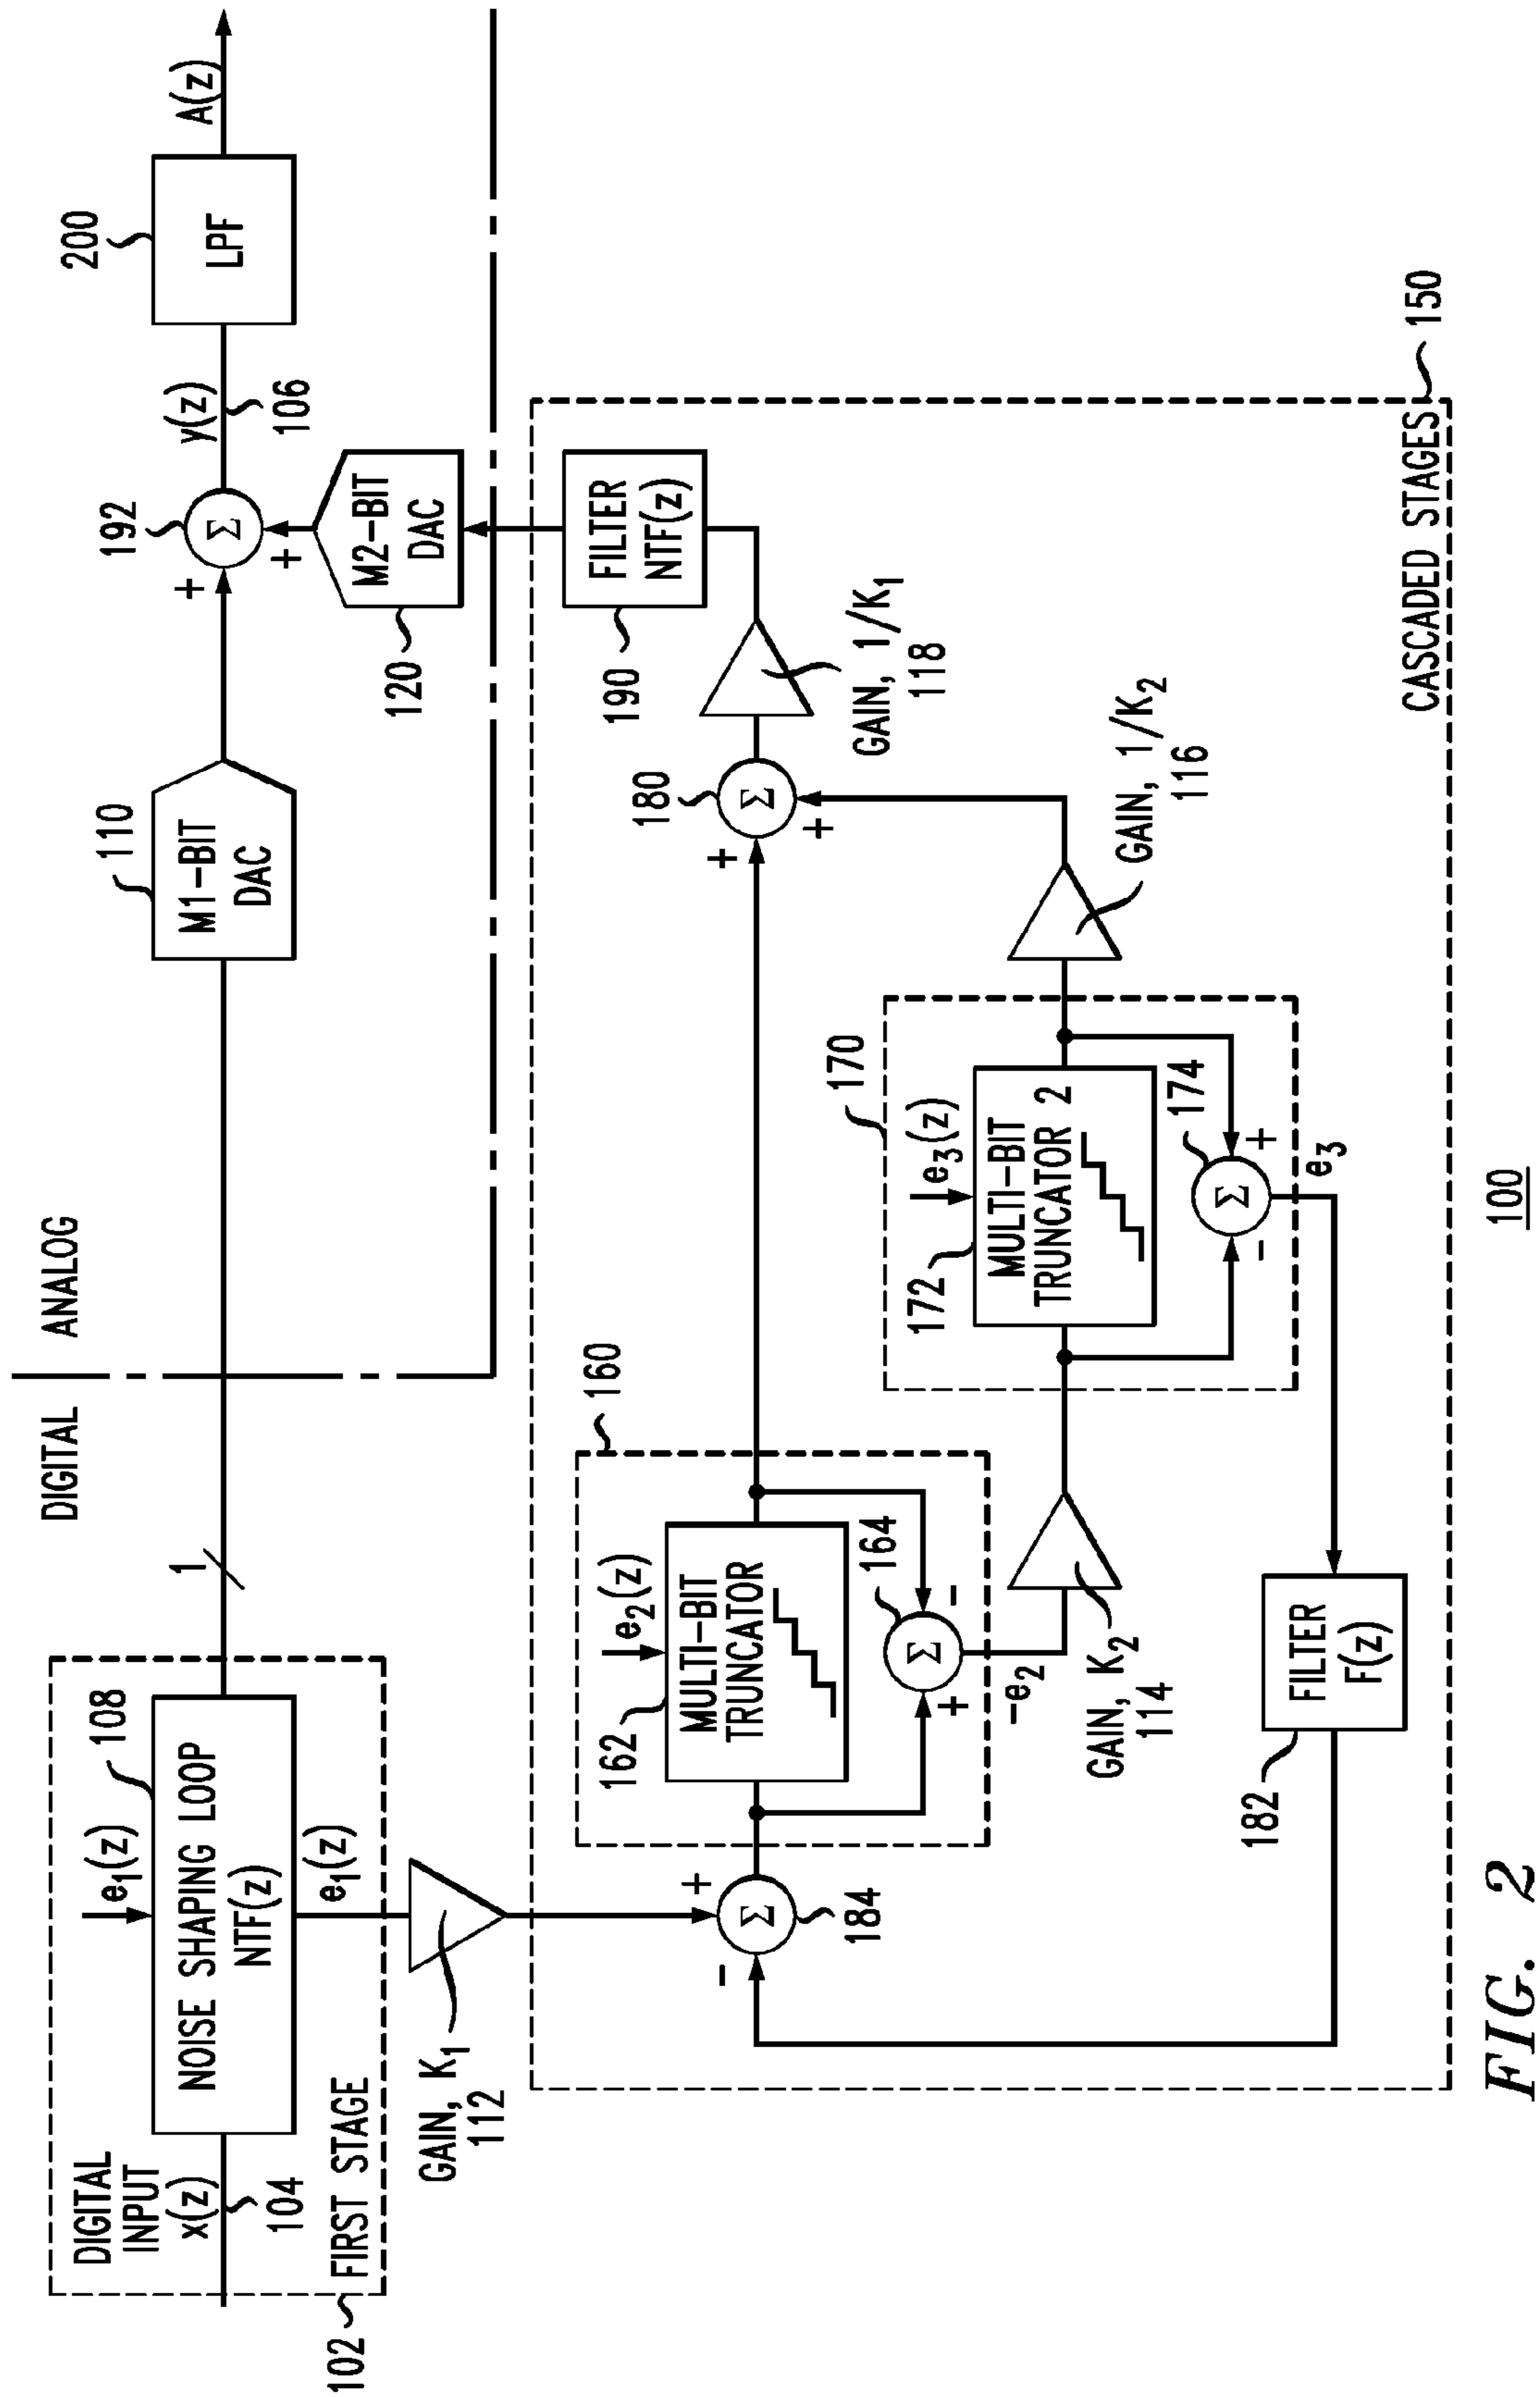 DIGITAL
ANALOG
DIGITAL
INPUT
x(z)
104
e1(z)
108
NOISE SHAPING LOOP
NTF(z)
e1(z)
FIRST STAGE
102
1
110
M1-BIT
DAC
192
+
Σ
+
y(z)
106
200
LPF
A(z)
M2-BIT
DAC
120
GAIN, K1
112
+
-
Σ
184
160
e2(z)
162
MULTI-BIT
TRUNCATOR
164
+
Σ
-
-e2
GAIN, K2
114
170
e3(z)
172
MULTI-BIT
TRUNCATOR 2
174
-
Σ
+
e3
FILTER
F(z)
182
GAIN, 1/K2
116
180
+
Σ
+
GAIN, 1/K1
118
FILTER
NTF(z)
190
CASCADED STAGES
150
100
FIG. 2